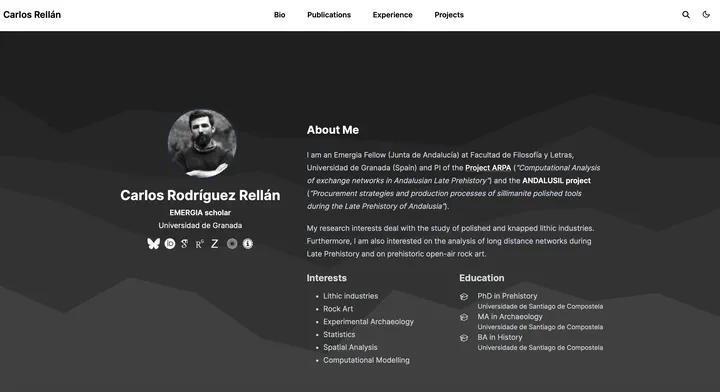 Carlos Rellán
Bio
Publications
Experience
Projects
Carlos Rodríguez Rellán
EMERGIA scholar
Universidad de Granada
About Me
I am an Emergia Fellow (Junta de Andalucía) at Facultad de Filosofía y Letras,
Universidad de Granada (Spain) and PI of the Project ARPA ("Computational Analysis
of exchange networks in Andalusian Late Prehistory") and the ANDALUSIL project
("Procurement strategies and production processes of sillimanite polished tools
during the Late Prehistory of Andalusia").
My research interests deal with the study of polished and knapped lithic industries.
Furthermore, I am also interested on the analysis of long distance networks during
Late Prehistory and on prehistoric open-air rock art.
Interests
Lithic industries
Rock Art
Experimental Archaeology
Statistics
Spatial Analysis
Computational Modelling
Education
PhD in Prehistory
Universidade de Santiago de Compostela
MA in Archaeology
Universidade de Santiago de Compostela
BA in History
Universidade de Santiago de Compostela